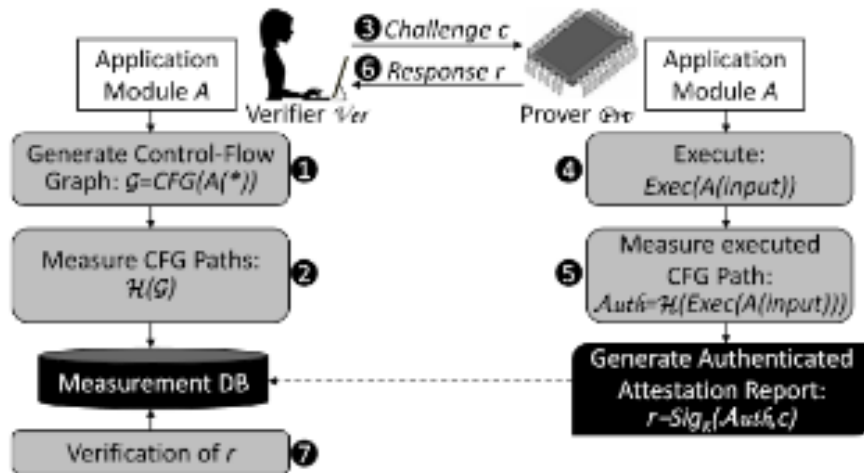 Application
Module A
❸ Challenge c
❻ Response r
Verifier Ver
Prover Prv
Application
Module A
Generate Control-Flow
Graph: G=CFG(A(*))
❶
Measure CFG Paths:
H(G)
❷
Measurement DB
Verification of r
❼
❹
Execute:
Exec(A(input))
❺
Measure executed
CFG Path:
Auth=H(Exec(A(input)))
Generate Authenticated
Attestation Report:
r=Sig_K(Auth,c)